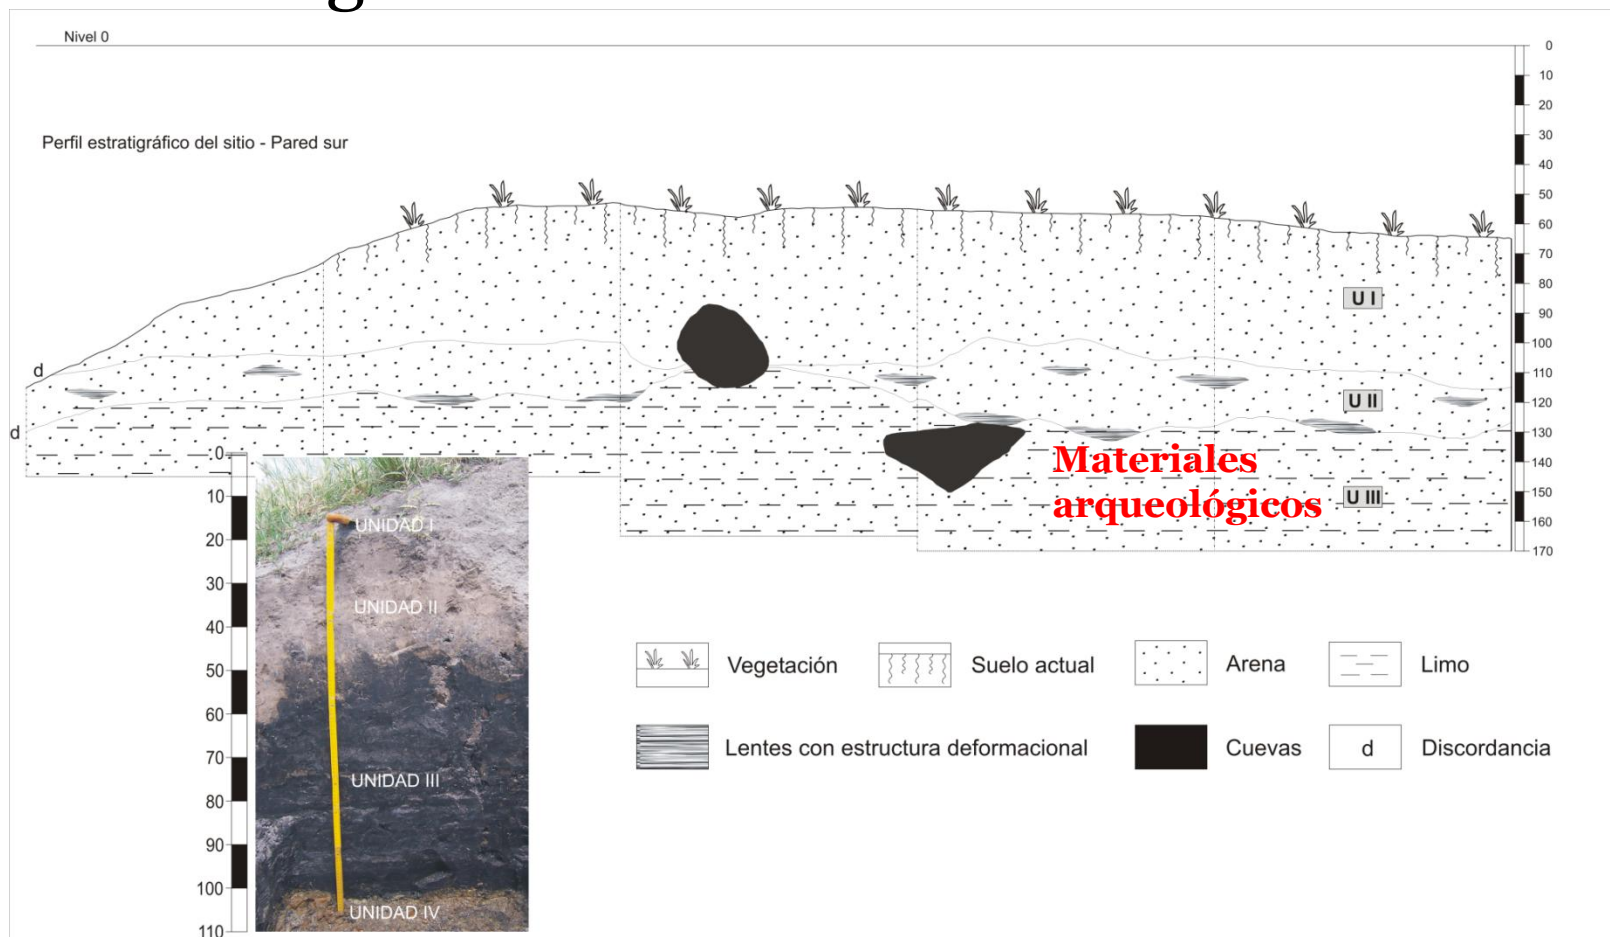 g
Nivel 0
Perfil estratigráfico del sitio - Pared sur
0
10
20
30
40
50
60
70
80
90
100
110
120
130
140
150
160
170
U I
U II
U III
d
d
Materiales
arqueológicos
0
10
20
30
40
50
60
70
80
90
100
110
UNIDAD I
UNIDAD II
UNIDAD III
UNIDAD IV
Vegetación
Suelo actual
Arena
Limo
Lentes con estructura deformacional
Cuevas
d
Discordancia